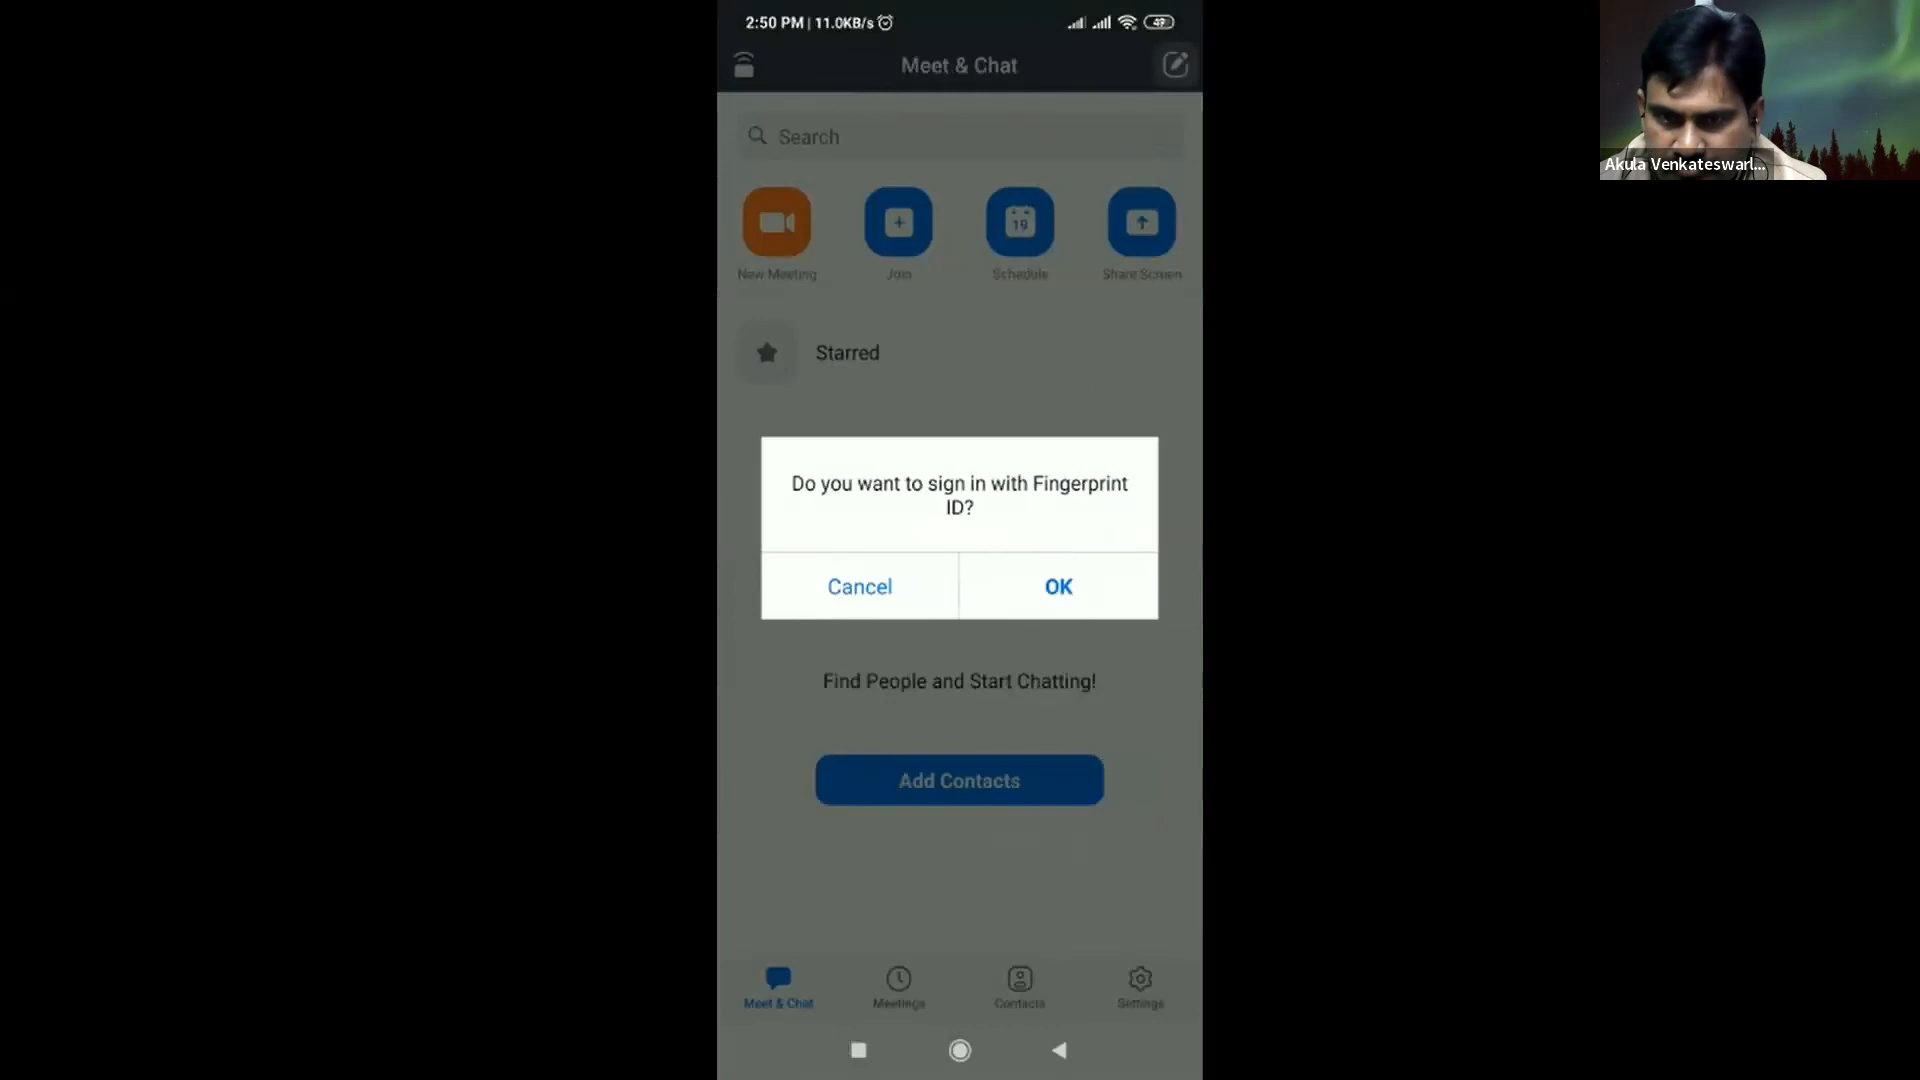 2:50 PM | 11.0KB/s
49
Meet & Chat
Akula Venkateswarl...
Search
19
New Meeting
Join
Schedule
Share Screen
Starred
Do you want to sign in with Fingerprint
ID?
Cancel
OK
Find People and Start Chatting!
Add Contacts
Meet & Chat
Meetings
Contacts
Settings